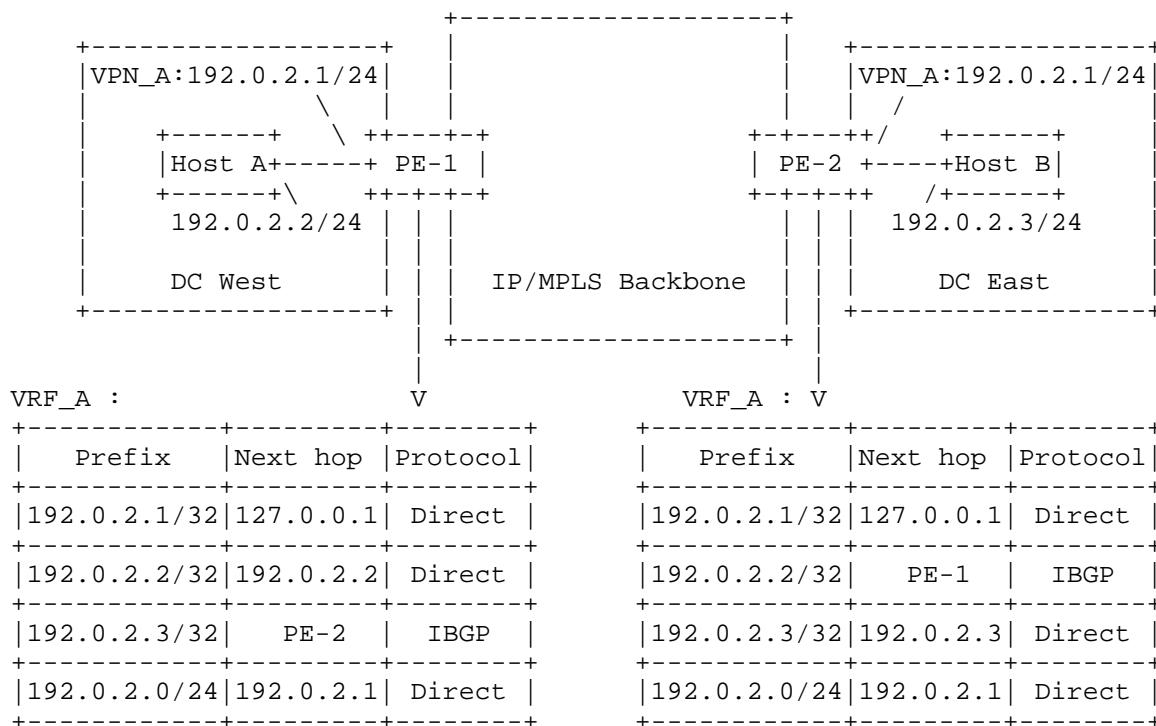 VPN_A:192.0.2.1/24 VPN_A:192.0.2.1/24
Host A PE-1 PE-2 Host B
192.0.2.2/24 192.0.2.3/24
DC West IP/MPLS Backbone DC East
VRF_A : V VRF_A : V
Prefix Next hop Protocol Prefix Next hop Protocol
192.0.2.1/32 127.0.0.1 Direct 192.0.2.1/32 127.0.0.1 Direct
192.0.2.2/32 192.0.2.2 Direct 192.0.2.2/32 PE-1 IBGP
192.0.2.3/32 PE-2 IBGP 192.0.2.3/32 192.0.2.3 Direct
192.0.2.0/24 192.0.2.1 Direct 192.0.2.0/24 192.0.2.1 Direct